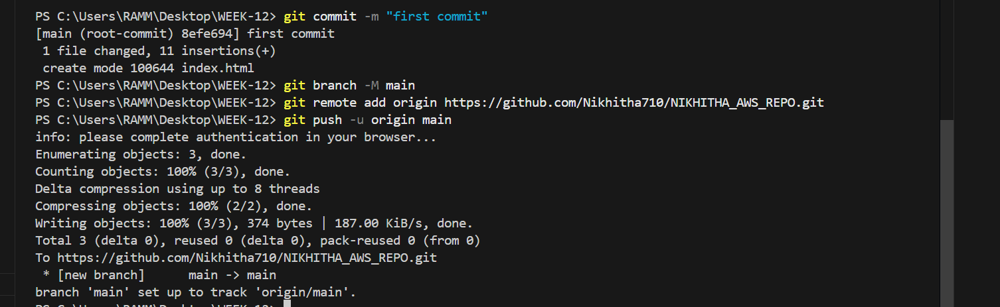 PS C:\Users\RAMM\Desktop\WEEK-12> git commit -m "first commit"
[main (root-commit) 8efe694] first commit
 1 file changed, 11 insertions(+)
 create mode 100644 index.html
PS C:\Users\RAMM\Desktop\WEEK-12> git branch -M main
PS C:\Users\RAMM\Desktop\WEEK-12> git remote add origin https://github.com/Nikhitha710/NIKHITHA_AWS_REPO.git
PS C:\Users\RAMM\Desktop\WEEK-12> git push -u origin main
info: please complete authentication in your browser...
Enumerating objects: 3, done.
Counting objects: 100% (3/3), done.
Delta compression using up to 8 threads
Compressing objects: 100% (2/2), done.
Writing objects: 100% (3/3), 374 bytes | 187.00 KiB/s, done.
Total 3 (delta 0), reused 0 (delta 0), pack-reused 0 (from 0)
To https://github.com/Nikhitha710/NIKHITHA_AWS_REPO.git
 * [new branch]      main -> main
branch 'main' set up to track 'origin/main'.
PS C:\Users\RAMM\Desktop\WEEK-12>